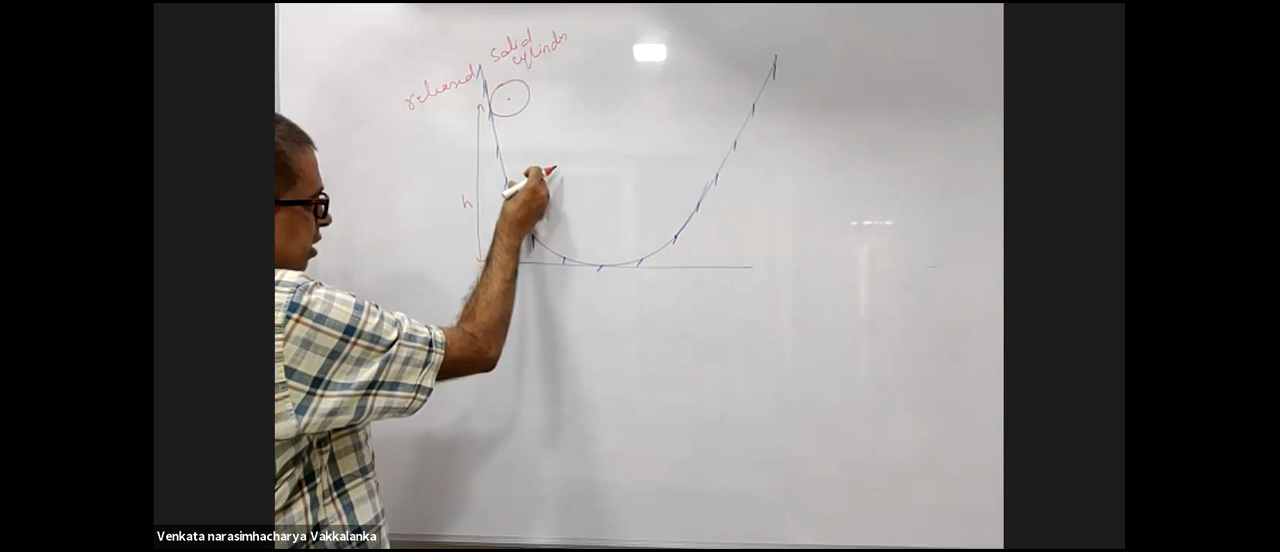 solid
cylinder
released
h
Venkata narasimhacharya Vakkalanka